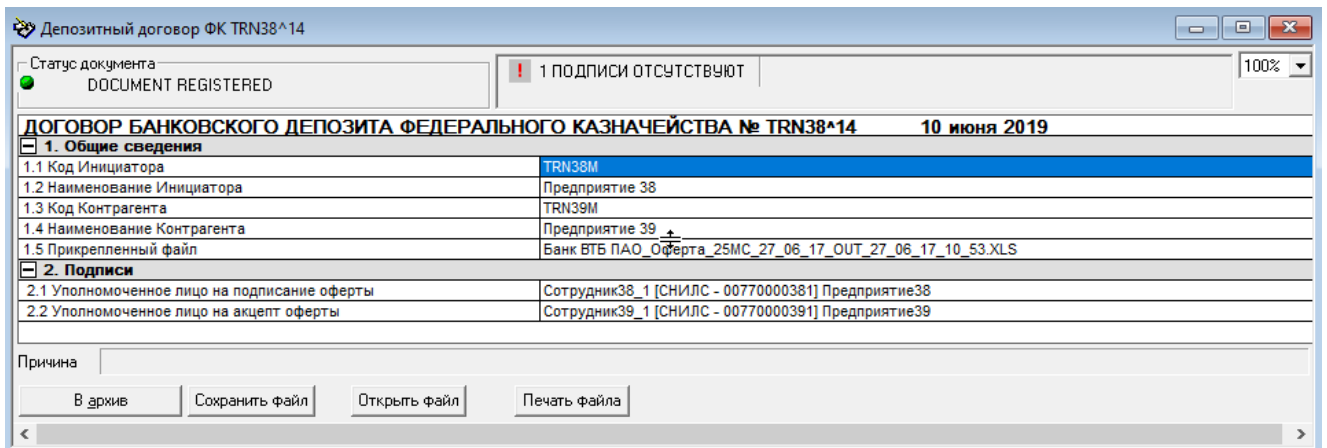 Депозитный договор ФК TRN38^14
Статус документа
DOCUMENT REGISTERED
! 1 ПОДПИСИ ОТСУТСТВУЮТ
100%
ДОГОВОР БАНКОВСКОГО ДЕПОЗИТА ФЕДЕРАЛЬНОГО КАЗНАЧЕЙСТВА № TRN38^14 10 июня 2019
1. Общие сведения
1.1 Код Инициатора TRN38M
1.2 Наименование Инициатора Предприятие 38
1.3 Код Контрагента TRN39M
1.4 Наименование Контрагента Предприятие 39
1.5 Прикрепленный файл Банк ВТБ ПАО_Оферта_25МС_27_06_17_OUT_27_06_17_10_53.XLS
2. Подписи
2.1 Уполномоченное лицо на подписание оферты Сотрудник38_1 [СНИЛС - 00770000381] Предприятие38
2.2 Уполномоченное лицо на акцепт оферты Сотрудник39_1 [СНИЛС - 00770000391] Предприятие39
Причина
В архив Сохранить файл Открыть файл Печать файла